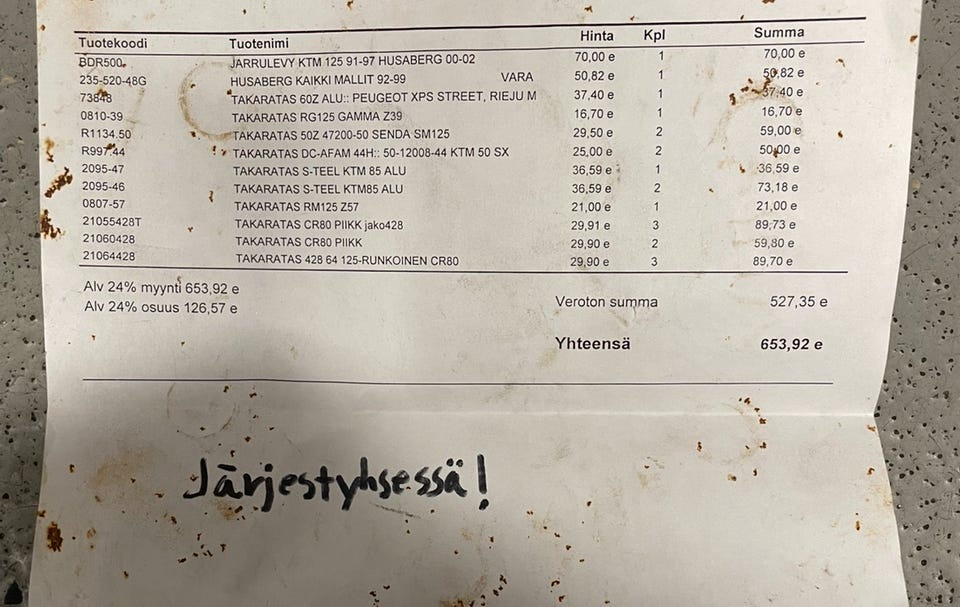 Tuotekoodi Tuotenimi Hinta Kpl Summa
BDR500 JARRULEVY KTM 125 91-97 HUSABERG 00-02 70,00 e 1 70,00 e
235-520-48G HUSABERG KAIKKI MALLIT 92-99 VARA 50,82 e 1 50,82 e
73848 TAKARATAS 60Z ALU:: PEUGEOT XPS STREET, RIEJU M 37,40 e 1 37,40 e
0810-39 TAKARATAS RG125 GAMMA Z39 16,70 e 1 16,70 e
R1134.50 TAKARATAS 50Z 47200-50 SENDA SM125 29,50 e 2 59,00 e
R997.44 TAKARATAS DC-AFAM 44H:: 50-12008-44 KTM 50 SX 25,00 e 2 50,00 e
2095-47 TAKARATAS S-TEEL KTM 85 ALU 36,59 e 1 36,59 e
2095-46 TAKARATAS S-TEEL KTM85 ALU 36,59 e 2 73,18 e
0807-57 TAKARATAS RM125 Z57 21,00 e 1 21,00 e
21055428T TAKARATAS CR80 PIIKK jako428 29,91 e 3 89,73 e
21060428 TAKARATAS CR80 PIIKK 29,90 e 2 59,80 e
21064428 TAKARATAS 428 64 125-RUNKOINEN CR80 29,90 e 3 89,70 e
Alv 24% myynti 653,92 e
Alv 24% osuus 126,57 e
Veroton summa 527,35 e
Yhteensä 653,92 e
Järjestyhsessä!